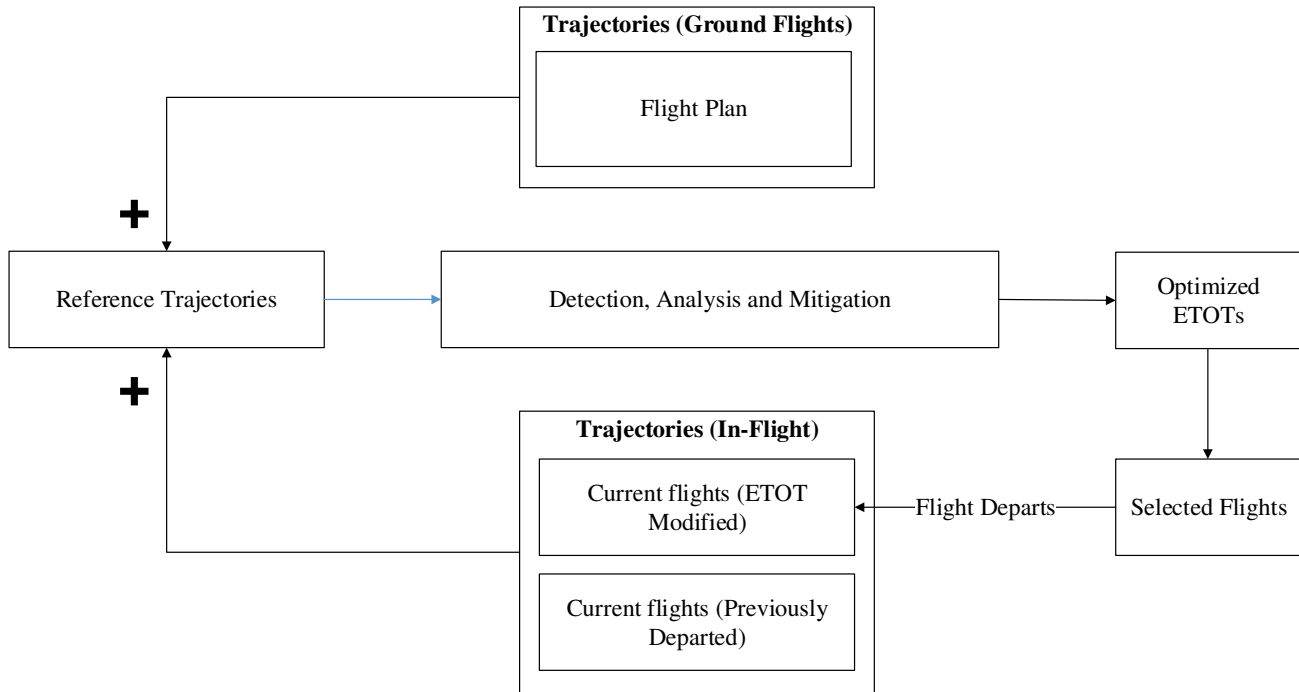 Trajectories (Ground Flights)
Flight Plan
+
Reference Trajectories
Detection, Analysis and Mitigation
Optimized
ETOTs
+
Trajectories (In-Flight)
Current flights (ETOT
Modified)
Flight Departs
Selected Flights
Current flights (Previously
Departed)